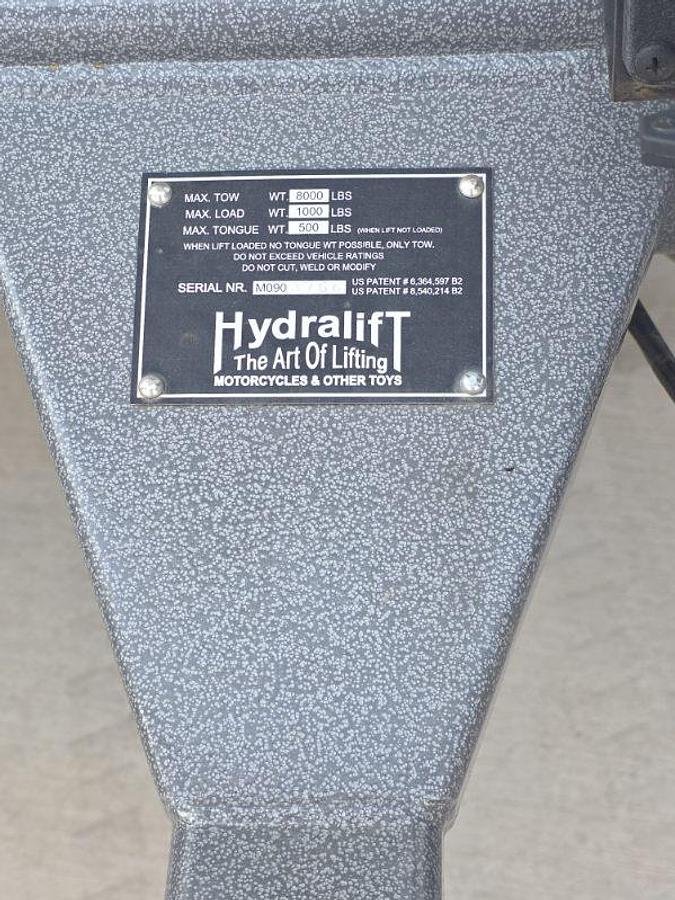 MAX. TOW WT. 8000 LBS
MAX. LOAD WT. 1000 LBS
MAX. TONGUE WT. 500 LBS (WHEN LIFT NOT LOADED)
WHEN LIFT LOADED NO TONGUE WT POSSIBLE, ONLY TOW.
DO NOT EXCEED VEHICLE RATINGS
DO NOT CUT, WELD OR MODIFY
SERIAL NR. M090
US PATENT # 6,364,597 B2
US PATENT # 8,540,214 B2
HydralifT
The Art Of Lifting
MOTORCYCLES & OTHER TOYS